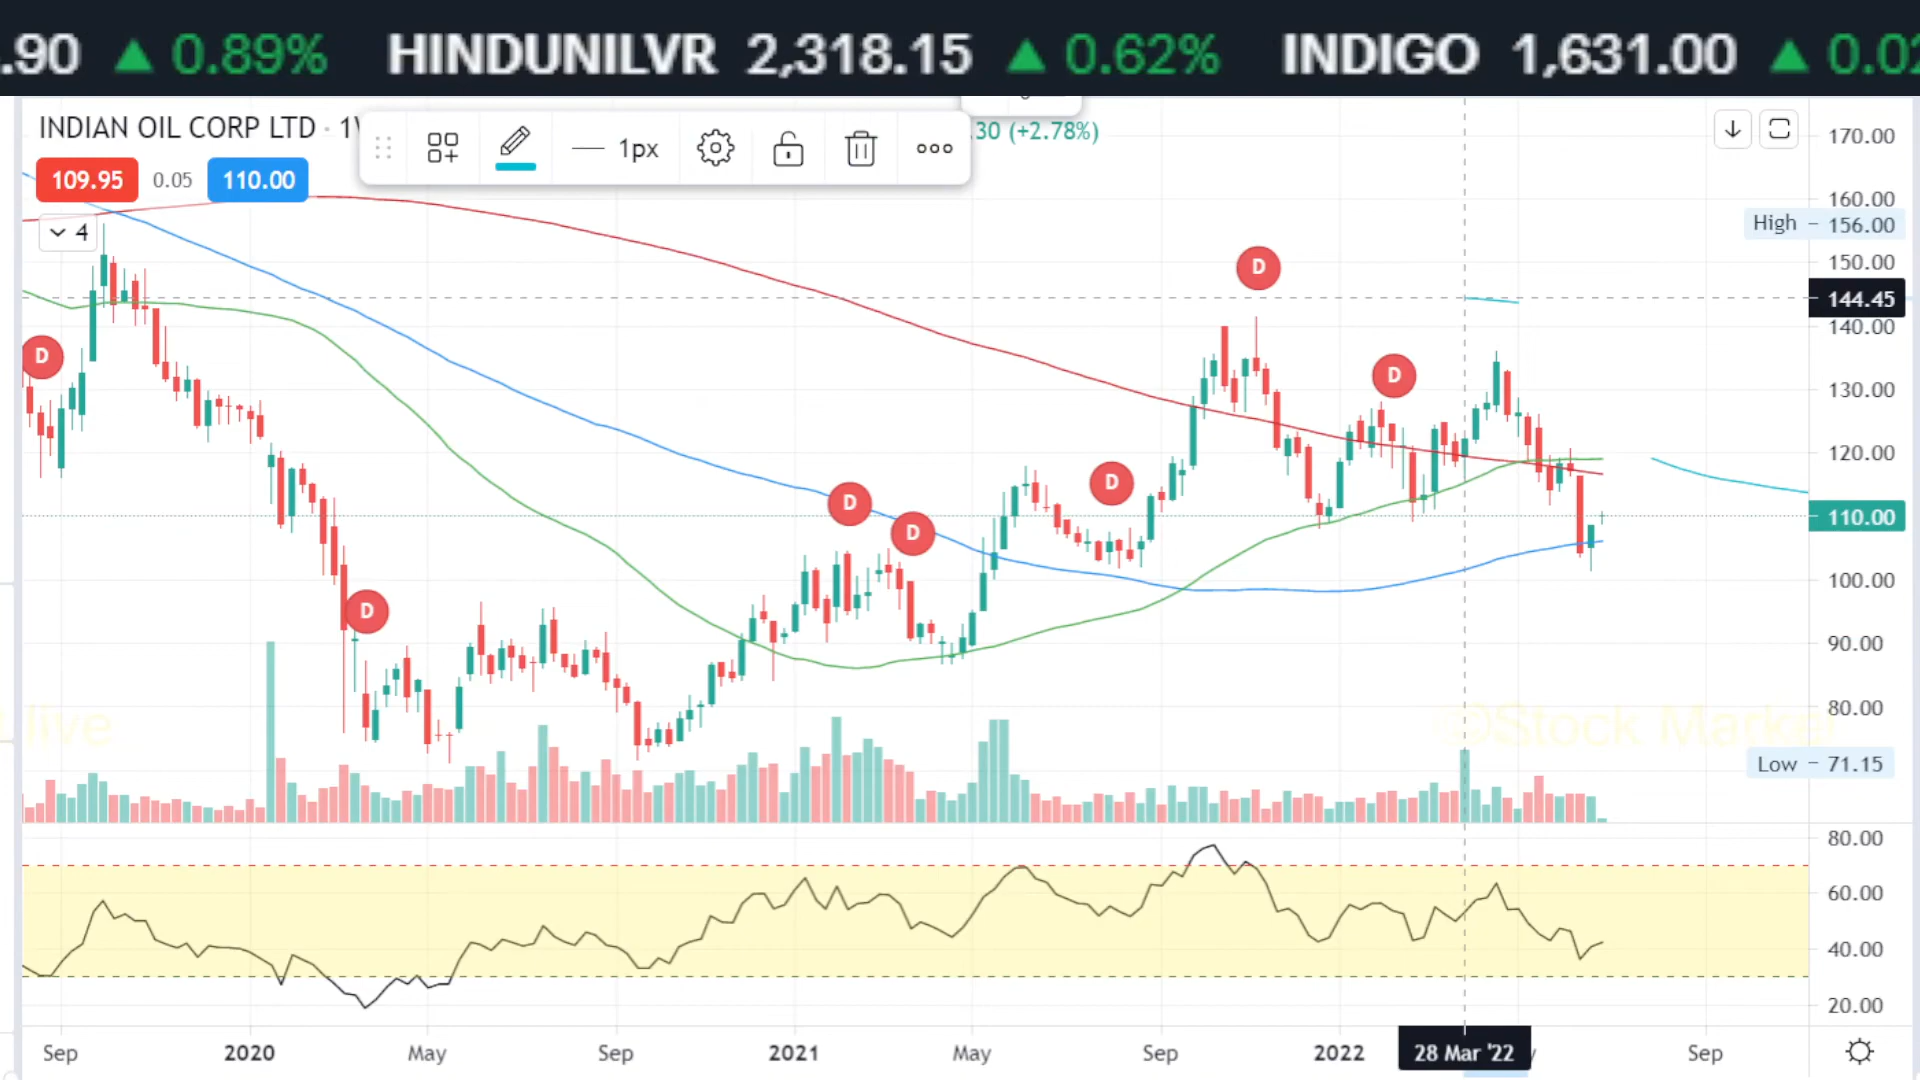 .90 ▲ 0.89% HINDUNILVR 2,318.15 ▲ 0.62% INDIGO 1,631.00 ▲ 0.02
INDIAN OIL CORP LTD · 1
1px
.30 (+2.78%)
109.95 0.05 110.00
4
170.00
160.00
High 156.00
150.00
144.45
140.00
130.00
120.00
110.00
100.00
90.00
80.00
Low 71.15
D
D
D
D
D
D
D
live
©Stock Market
80.00
60.00
40.00
20.00
Sep 2020 May Sep 2021 May Sep 2022 28 Mar '22 Sep